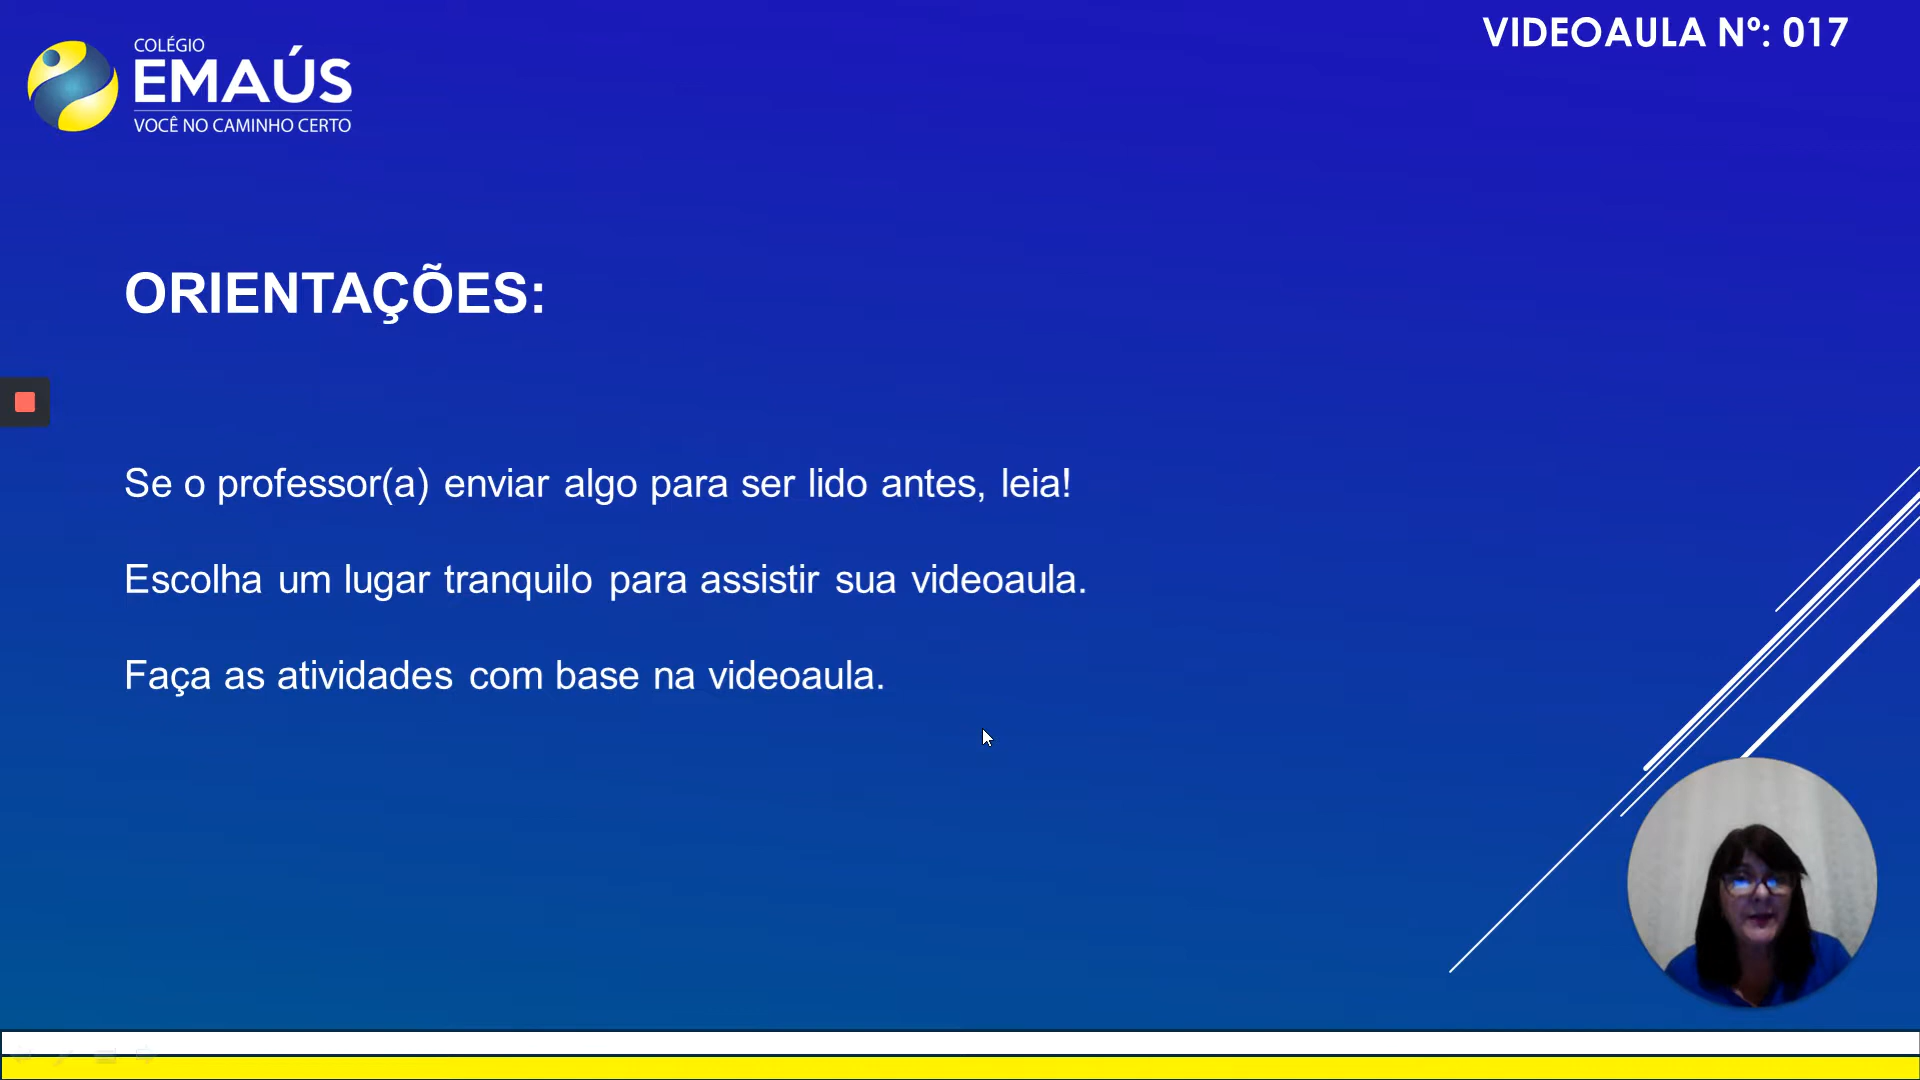 COLÉGIO
EMAÚS
VOCÊ NO CAMINHO CERTO
VIDEOAULA Nº: 017
ORIENTAÇÕES:
Se o professor(a) enviar algo para ser lido antes, leia!
Escolha um lugar tranquilo para assistir sua videoaula.
Faça as atividades com base na videoaula.